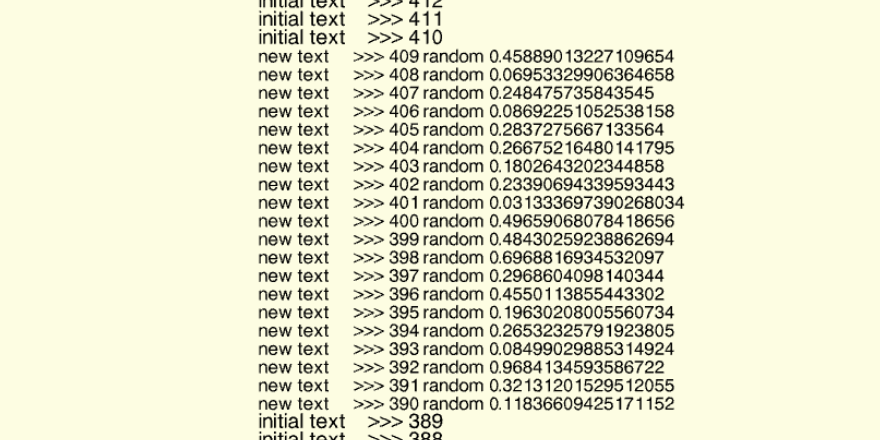 initial text >>> 412
initial text >>> 411
initial text >>> 410
new text >>> 409 random 0.45889013227109654
new text >>> 408 random 0.06953329906364658
new text >>> 407 random 0.248475735843545
new text >>> 406 random 0.08692251052538158
new text >>> 405 random 0.2837275667133564
new text >>> 404 random 0.26675216480141795
new text >>> 403 random 0.1802643202344858
new text >>> 402 random 0.23390694339593443
new text >>> 401 random 0.031333697390268034
new text >>> 400 random 0.49659068078418656
new text >>> 399 random 0.48430259238862694
new text >>> 398 random 0.6968816934532097
new text >>> 397 random 0.2968604098140344
new text >>> 396 random 0.4550113855443302
new text >>> 395 random 0.19630208005560734
new text >>> 394 random 0.26532325791923805
new text >>> 393 random 0.08499029885314924
new text >>> 392 random 0.9684134593586722
new text >>> 391 random 0.32131201529512055
new text >>> 390 random 0.11836609425171152
initial text >>> 389
initial text >>> 388